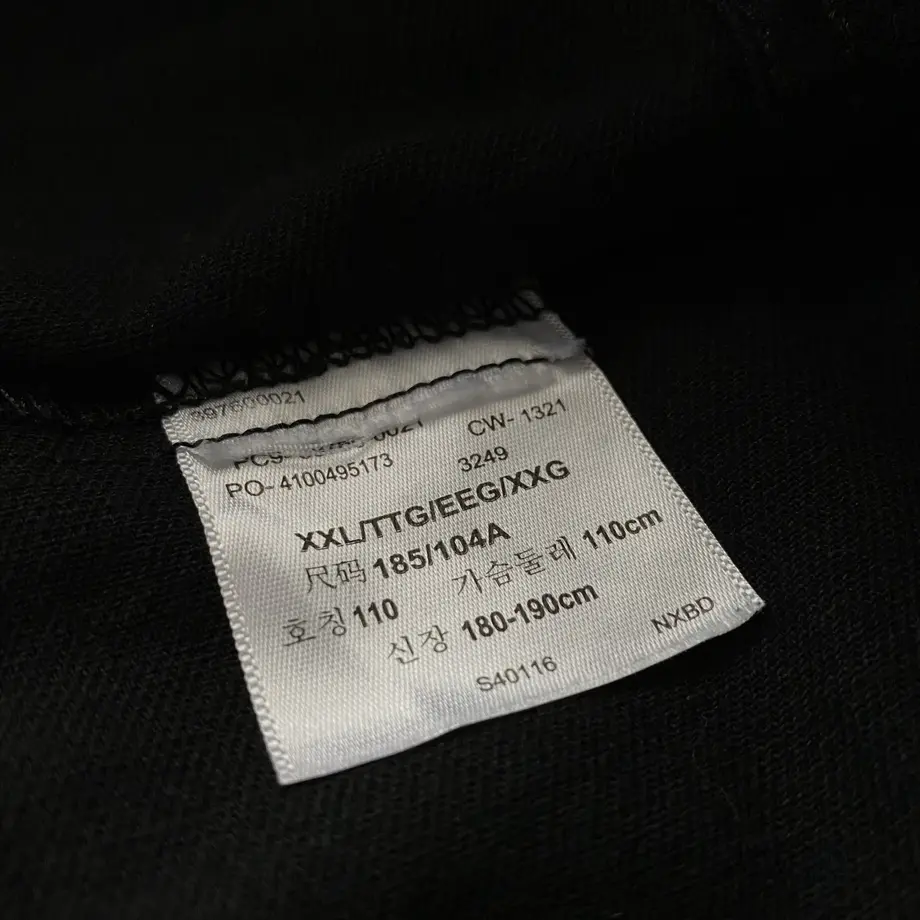 PO-4100495173 3249
CW- 1321
XXL/TTG/EEG/XXG
尺码 185/104A
가슴둘레 110cm
호칭 110
신장 180-190cm
NXBD
S40116